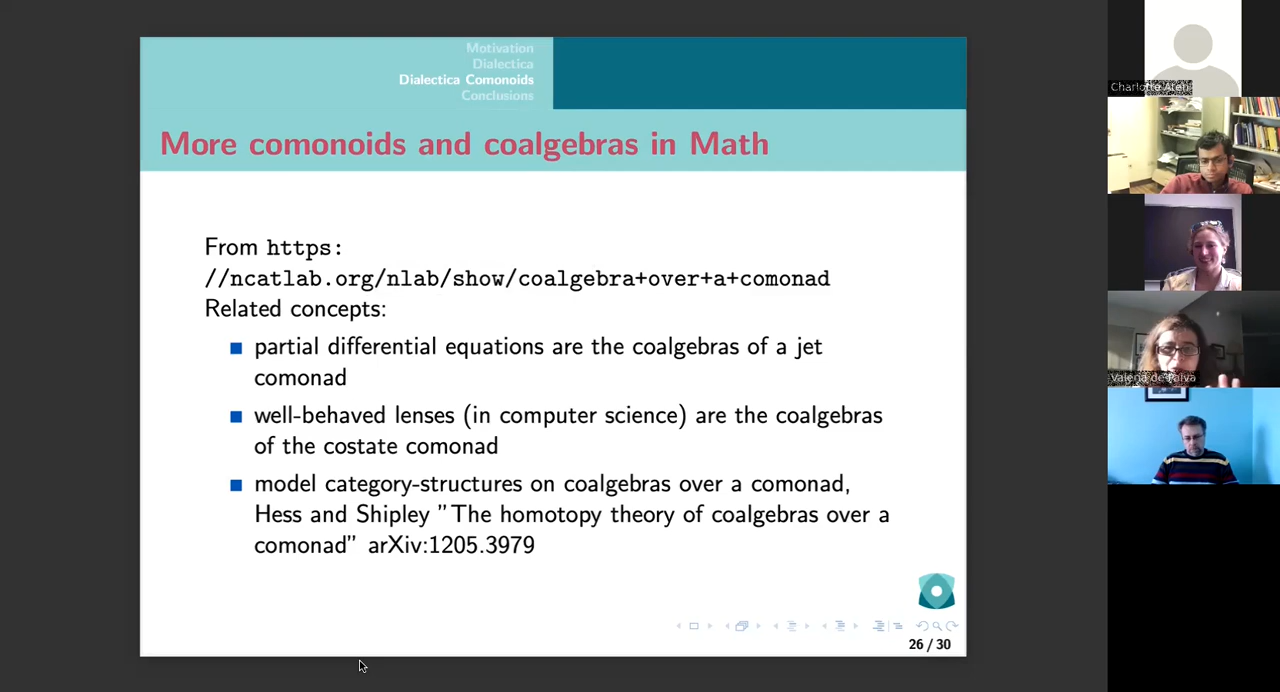 Motivation
Dialectica
Dialectica Comonoids
Conclusions
More comonoids and coalgebras in Math
From https:
//ncatlab.org/nlab/show/coalgebra+over+a+comonad
Related concepts:
partial differential equations are the coalgebras of a jet
comonad
well-behaved lenses (in computer science) are the coalgebras
of the costate comonad
model category-structures on coalgebras over a comonad,
Hess and Shipley "The homotopy theory of coalgebras over a
comonad" arXiv:1205.3979
26 / 30
Charlotte Aten
Valeria de Paiva